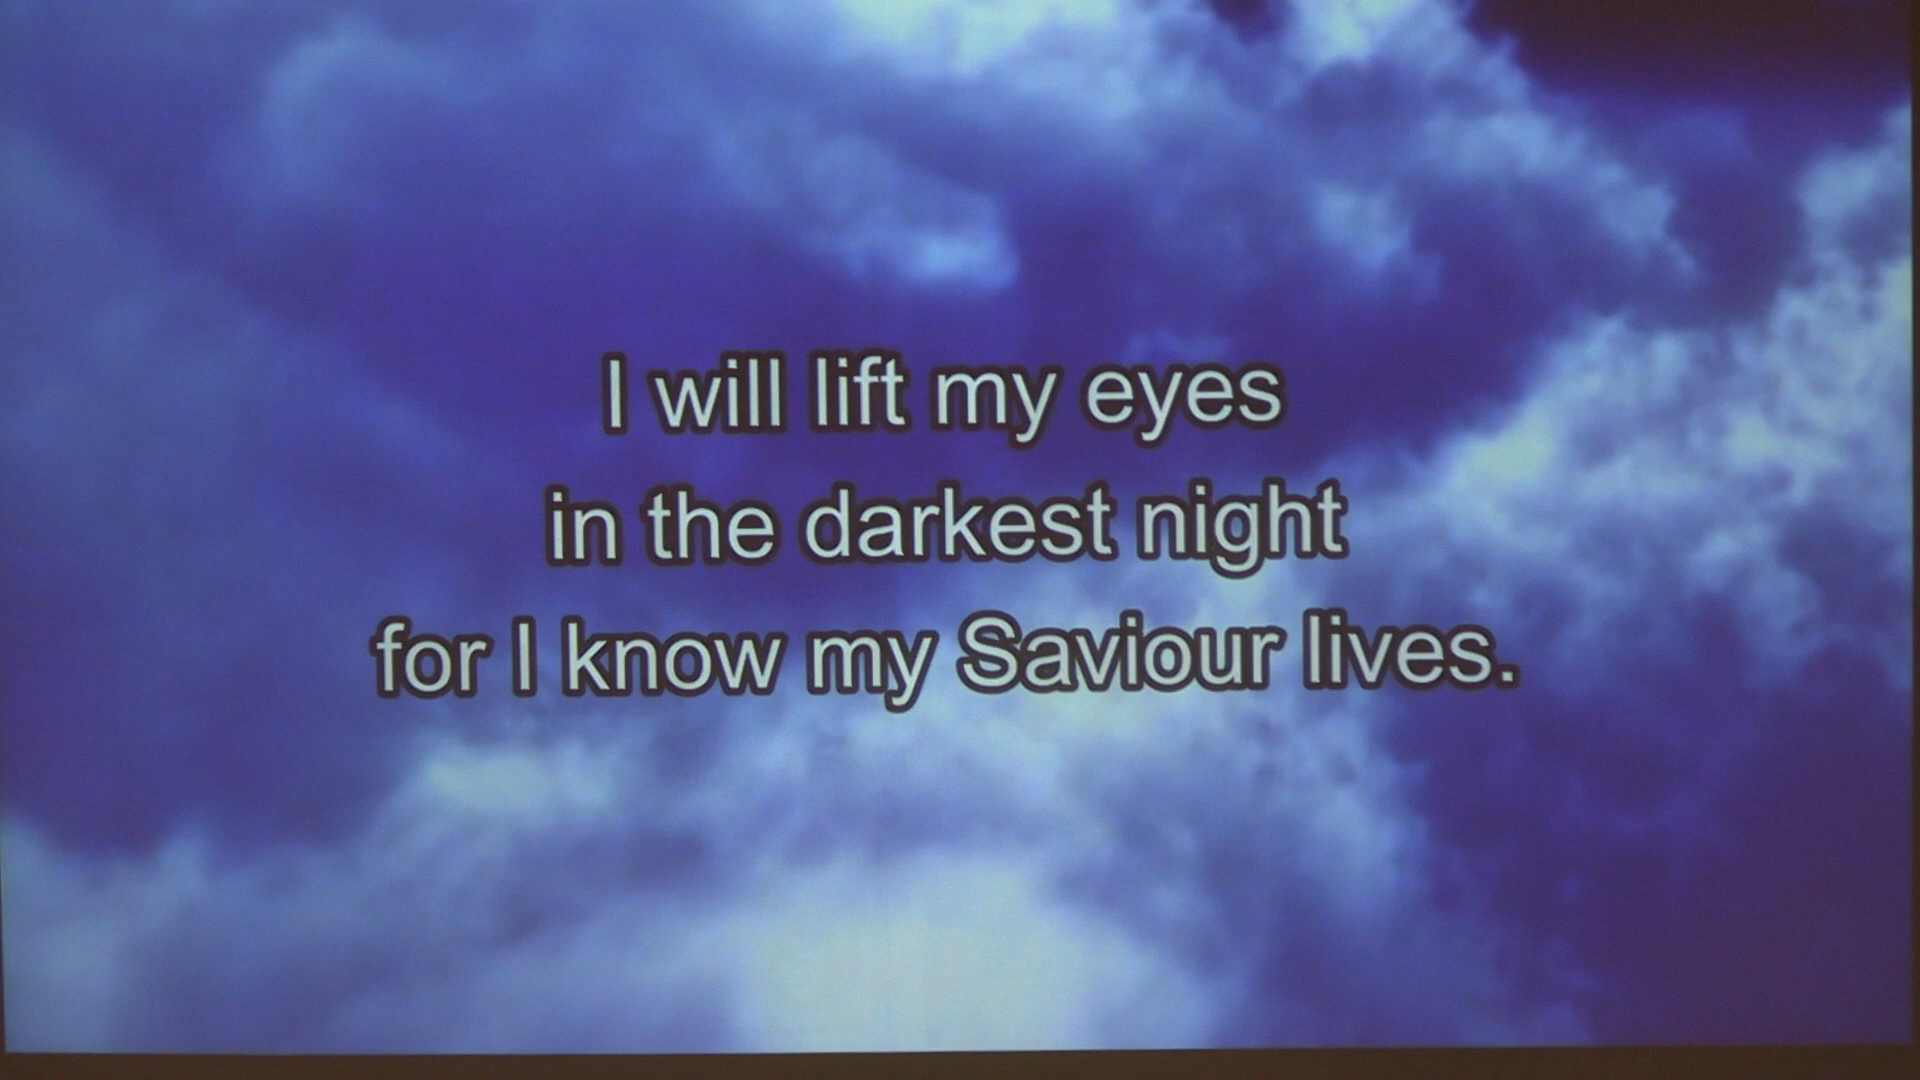 I will lift my eyes
in the darkest night
for I know my Saviour lives.